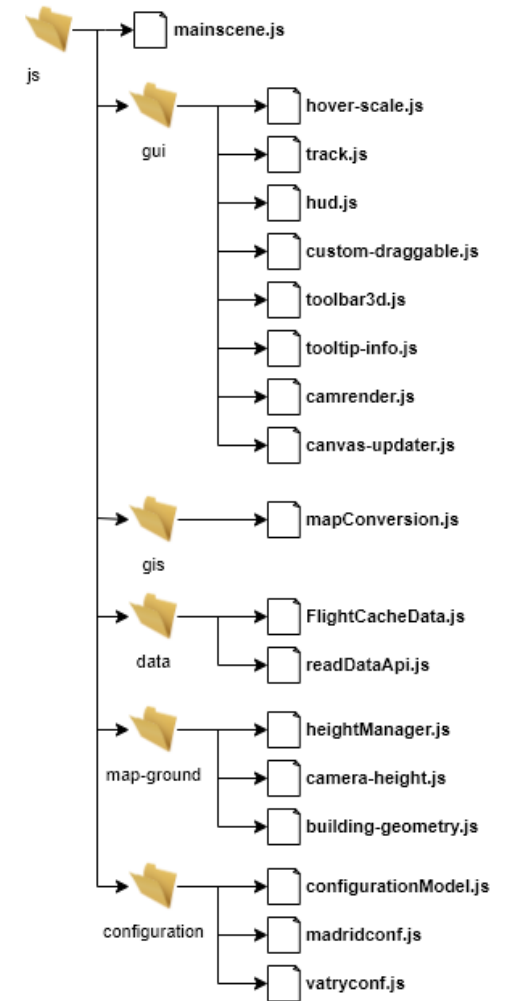 mainscene.js
js
hover-scale.js
gui
track.js
hud.js
custom-draggable.js
toolbar3d.js
tooltip-info.js
camrender.js
canvas-updater.js
mapConversion.js
gis
FlightCacheData.js
data
readDataApi.js
heightManager.js
map-ground
camera-height.js
building-geometry.js
configurationModel.js
configuration
madridconf.js
vatryconf.js